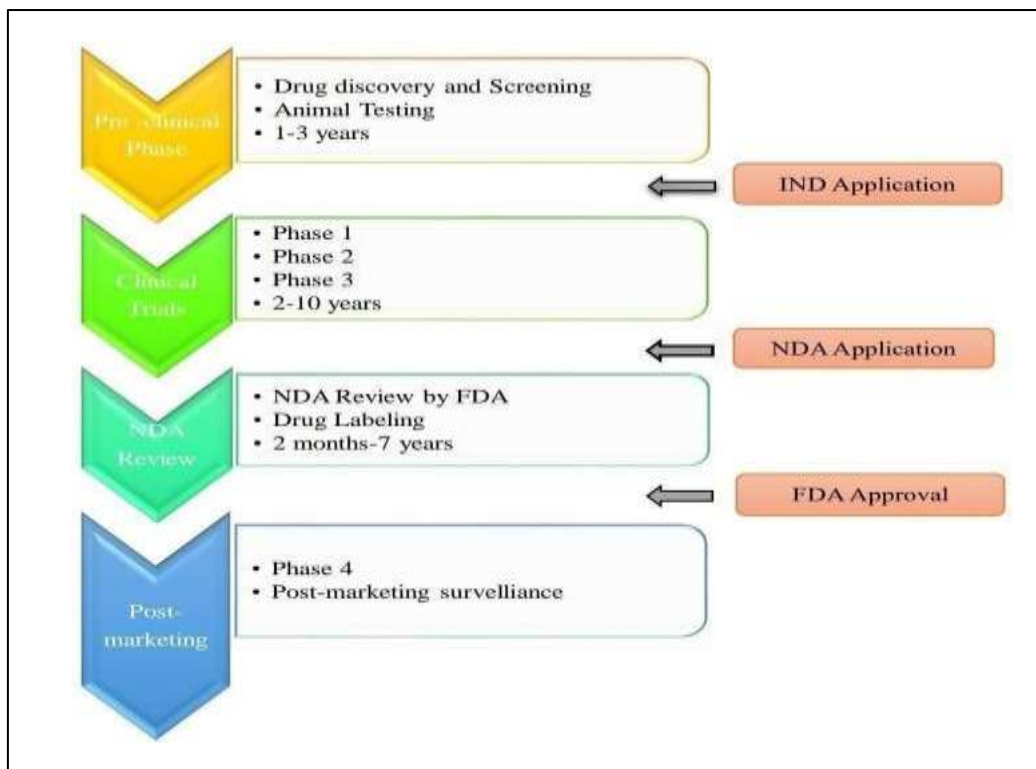 Pre-clinical
Phase
• Drug discovery and Screening
• Animal Testing
• 1-3 years
IND Application
Clinical
Trials
• Phase 1
• Phase 2
• Phase 3
• 2-10 years
NDA Application
NDA
Review
• NDA Review by FDA
• Drug Labeling
• 2 months-7 years
FDA Approval
Post-
marketing
• Phase 4
• Post-marketing survelliance